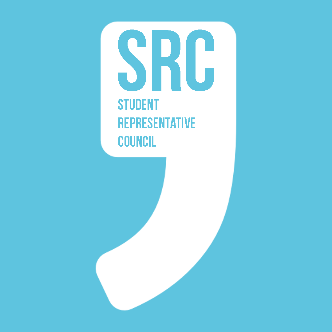 SRC
STUDENT
REPRESENTATIVE
COUNCIL